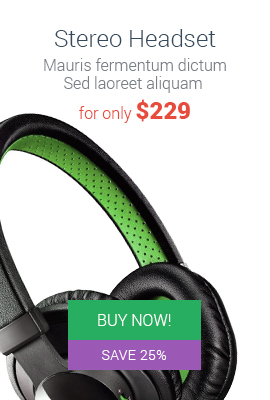 Stereo Headset
Mauris fermentum dictum
Sed laoreet aliquam
for only $229
BUY NOW!
SAVE 25%